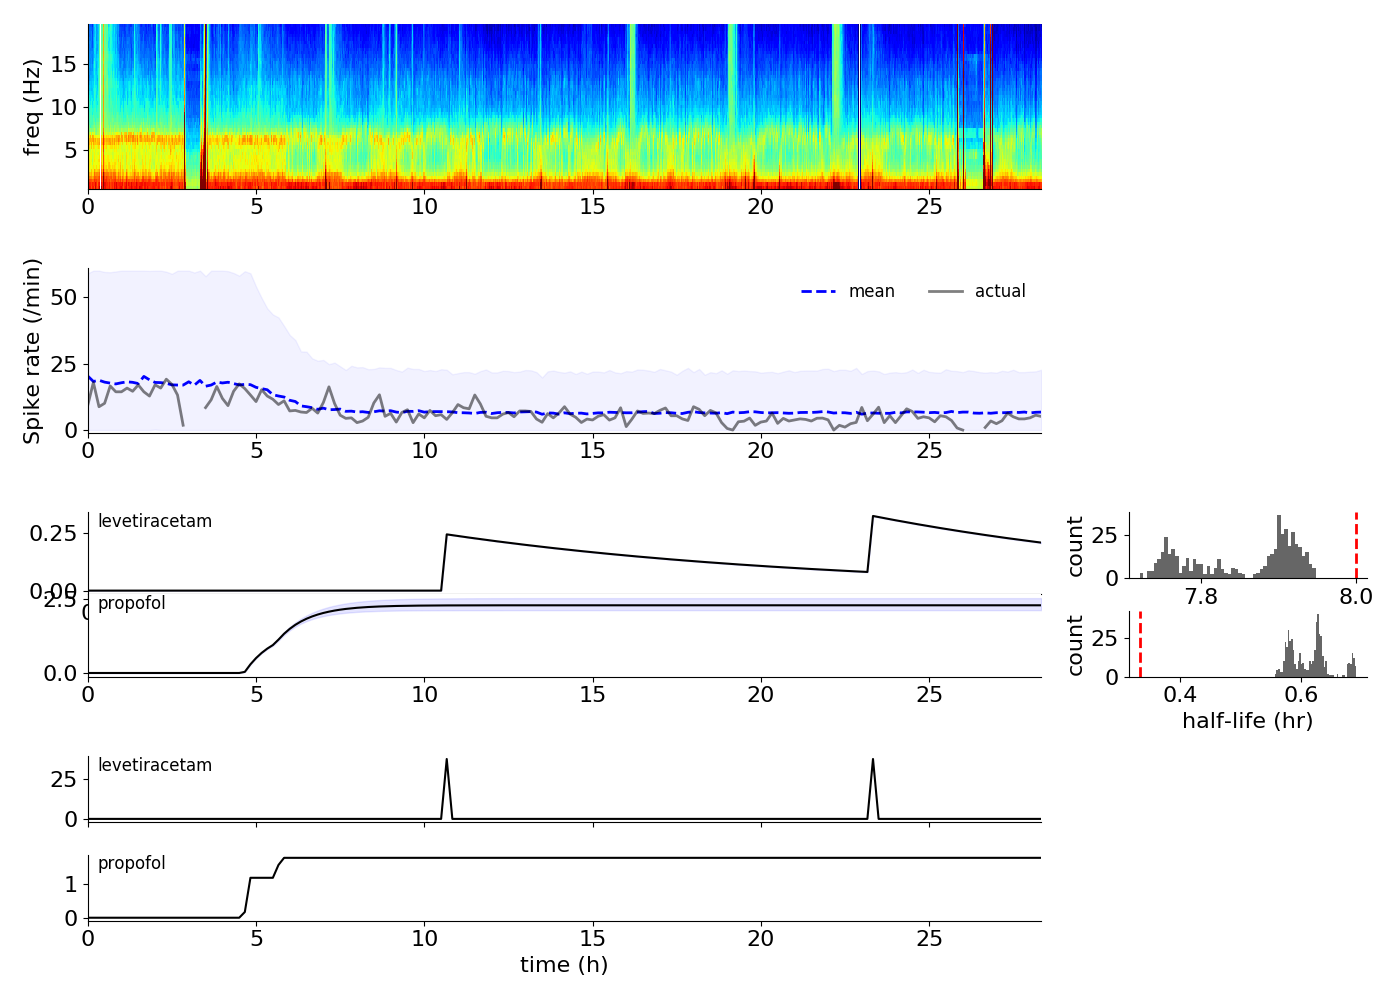 freq (Hz)
15
10
5
0 5 10 15 20 25
Spike rate (/min)
50
25
0
mean actual
0 5 10 15 20 25
levetiracetam
0.25
0.00
0
count
25
0
7.8 8.0
propofol
2.5
0.0
0 5 10 15 20 25
count
25
0
0.4 0.6
half-life (hr)
levetiracetam
25
0
propofol
1
0
0 5 10 15 20 25
time (h)